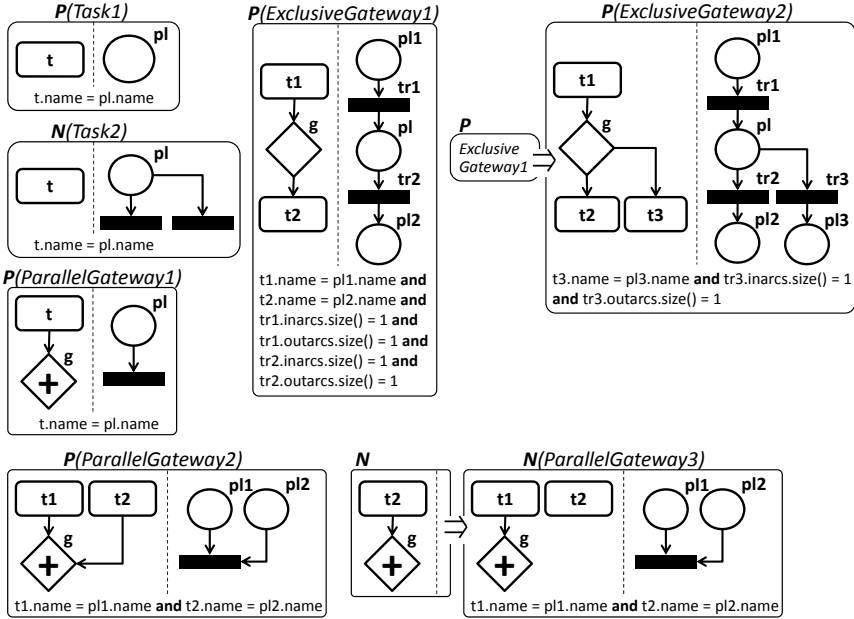 P(Task1)
t
pl
t.name = pl.name
N(Task2)
t
pl
t.name = pl.name
P(ParallelGateway1)
t
pl
g
+
t.name = pl.name
P(ExclusiveGateway1)
pl1
t1
tr1
g
pl
tr2
t2
pl2
t1.name = pl1.name and
t2.name = pl2.name and
tr1.inarcs.size() = 1 and
tr1.outarcs.size() = 1 and
tr2.inarcs.size() = 1 and
tr2.outarcs.size() = 1
P(ExclusiveGateway2)
P
Exclusive
Gateway1
pl1
t1
tr1
g
pl
tr2
tr3
t2
t3
pl2
pl3
t3.name = pl3.name and tr3.inarcs.size() = 1
and tr3.outarcs.size() = 1
P(ParallelGateway2)
t1
t2
pl1
pl2
g
+
t1.name = pl1.name and t2.name = pl2.name
N
t2
g
+
N(ParallelGateway3)
t1
t2
pl1
pl2
g
+
t1.name = pl1.name and t2.name = pl2.name